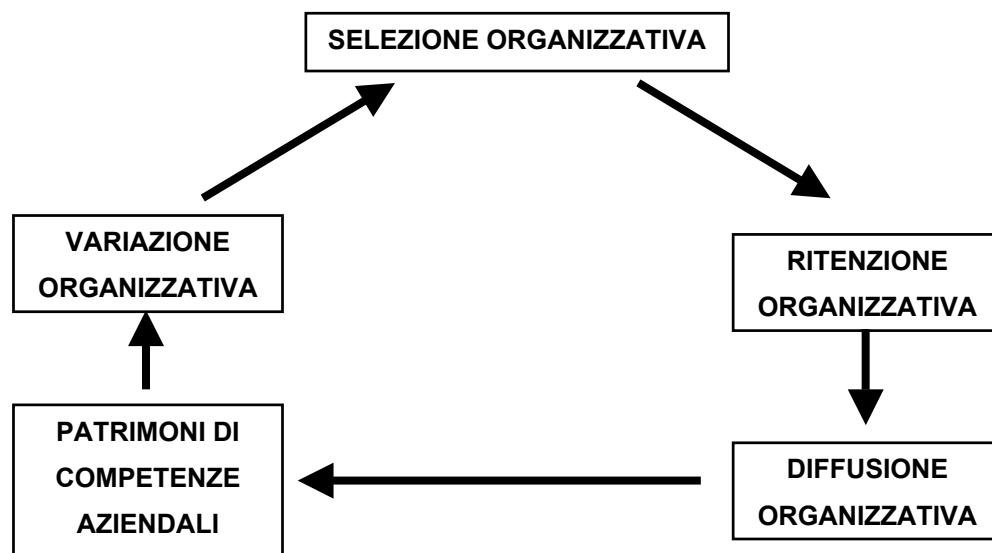 SELEZIONE ORGANIZZATIVA
VARIAZIONE
ORGANIZZATIVA
RITENZIONE
ORGANIZZATIVA
PATRIMONI DI
COMPETENZE
AZIENDALI
DIFFUSIONE
ORGANIZZATIVA